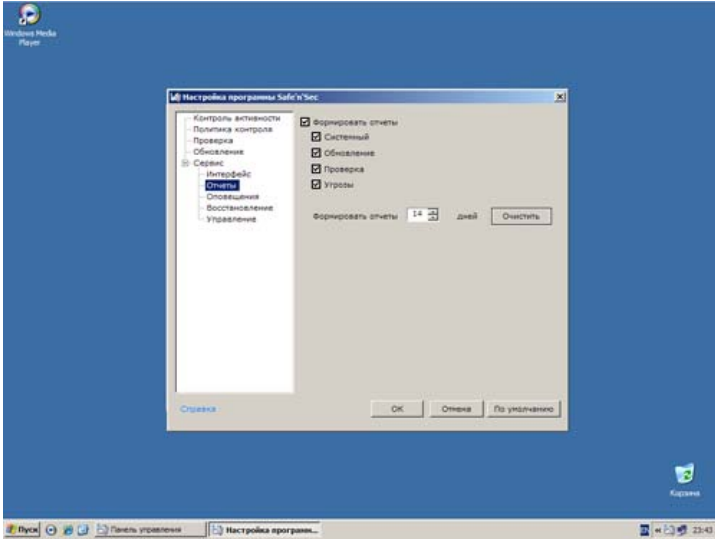 Windows Media
Player
Настройка программы Safe'n'Sec
Контроль активности
Политика контроля
Проверка
Обновление
Сервис
Интерфейс
Отчеты
Оповещения
Восстановление
Управление
Формировать отчеты
Системный
Обновление
Проверка
Угрозы
Формировать отчеты 14 дней Очистить
Справка
OK Отмена По умолчанию
Корзина
Пуск Панель управления Настройка программ... EN « 23:43